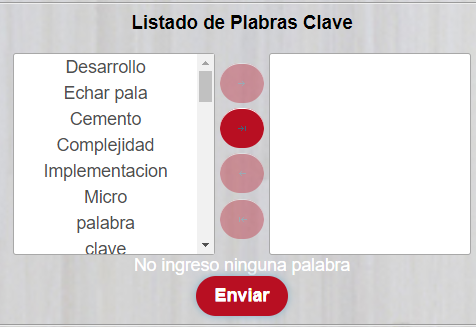 Listado de Plabras Clave
Desarrollo
Echar pala
Cemento
Complejidad
Implementacion
Micro
palabra
clave
No ingreso ninguna palabra
Enviar